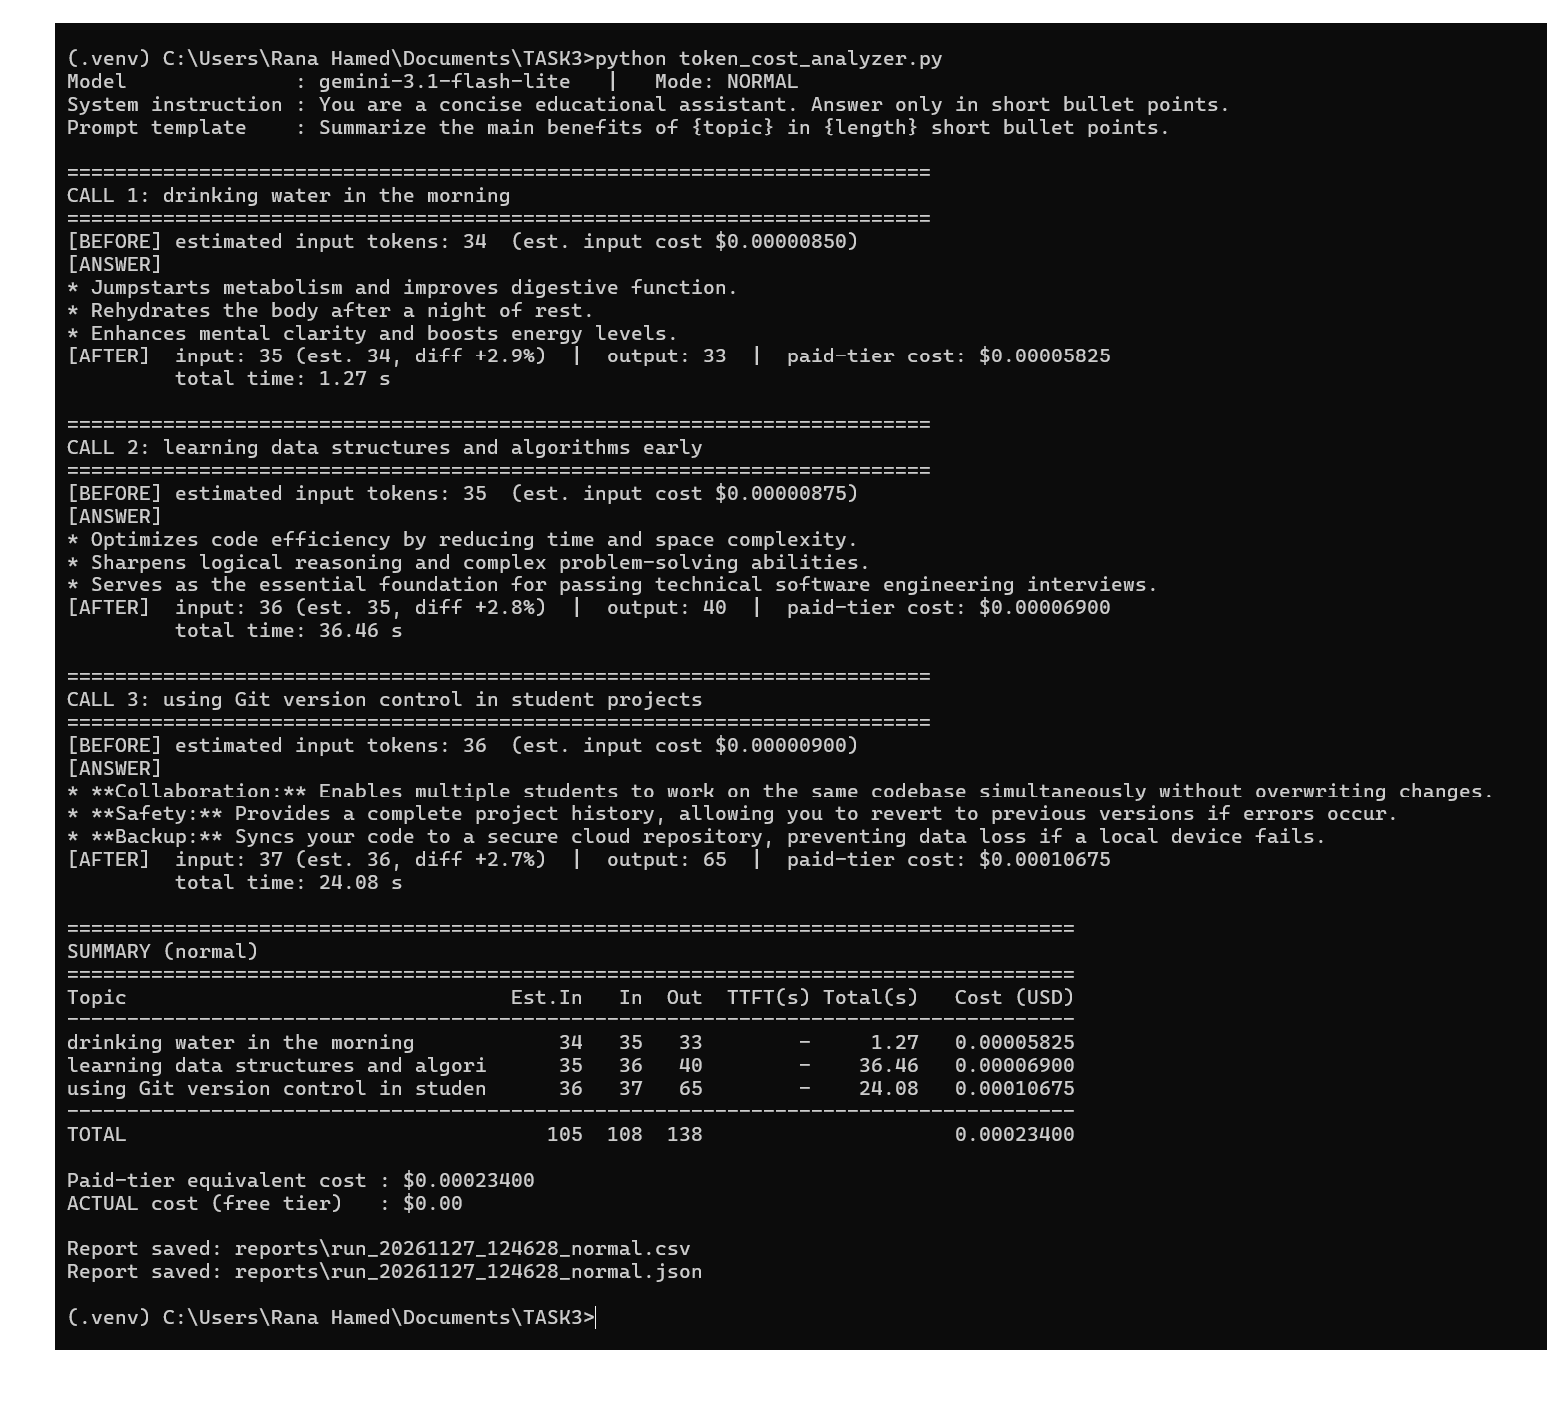 (.venv) C:\Users\Rana Hamed\Documents\TASK3>python token_cost_analyzer.py
Model              : gemini-3.1-flash-lite   |   Mode: NORMAL
System instruction : You are a concise educational assistant. Answer only in short bullet points.
Prompt template    : Summarize the main benefits of {topic} in {length} short bullet points.

========================================================================
CALL 1: drinking water in the morning
========================================================================
[BEFORE] estimated input tokens: 34  (est. input cost $0.00000850)
[ANSWER]
* Jumpstarts metabolism and improves digestive function.
* Rehydrates the body after a night of rest.
* Enhances mental clarity and boosts energy levels.
[AFTER]  input: 35 (est. 34, diff +2.9%)  |  output: 33  |  paid-tier cost: $0.00005825
         total time: 1.27 s

========================================================================
CALL 2: learning data structures and algorithms early
========================================================================
[BEFORE] estimated input tokens: 35  (est. input cost $0.00000875)
[ANSWER]
* Optimizes code efficiency by reducing time and space complexity.
* Sharpens logical reasoning and complex problem-solving abilities.
* Serves as the essential foundation for passing technical software engineering interviews.
[AFTER]  input: 36 (est. 35, diff +2.8%)  |  output: 40  |  paid-tier cost: $0.00006900
         total time: 36.46 s

========================================================================
CALL 3: using Git version control in student projects
========================================================================
[BEFORE] estimated input tokens: 36  (est. input cost $0.00000900)
[ANSWER]
* **Collaboration:** Enables multiple students to work on the same codebase simultaneously without overwriting changes.
* **Safety:** Provides a complete project history, allowing you to revert to previous versions if errors occur.
* **Backup:** Syncs your code to a secure cloud repository, preventing data loss if a local device fails.
[AFTER]  input: 37 (est. 36, diff +2.7%)  |  output: 65  |  paid-tier cost: $0.00010675
         total time: 24.08 s

====================================================================================
SUMMARY (normal)
====================================================================================
Topic                                Est.In   In  Out  TTFT(s) Total(s)   Cost (USD)
------------------------------------------------------------------------------------
drinking water in the morning            34   35   33        -     1.27   0.00005825
learning data structures and algori      35   36   40        -    36.46   0.00006900
using Git version control in studen      36   37   65        -    24.08   0.00010675
------------------------------------------------------------------------------------
TOTAL                                   105  108  138                     0.00023400

Paid-tier equivalent cost : $0.00023400
ACTUAL cost (free tier)   : $0.00

Report saved: reports\run_20261127_124628_normal.csv
Report saved: reports\run_20261127_124628_normal.json

(.venv) C:\Users\Rana Hamed\Documents\TASK3>